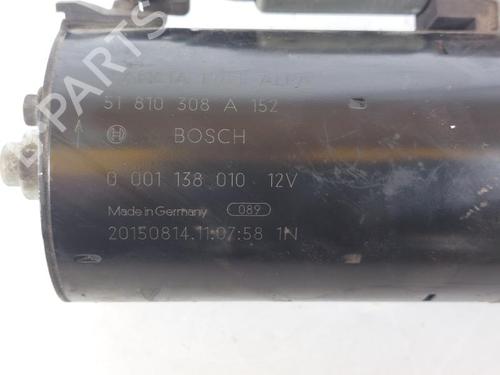 51 810 308 A 152
BOSCH
0 001 138 010 12V
Made in Germany 089
20150814.11:07:58 1N